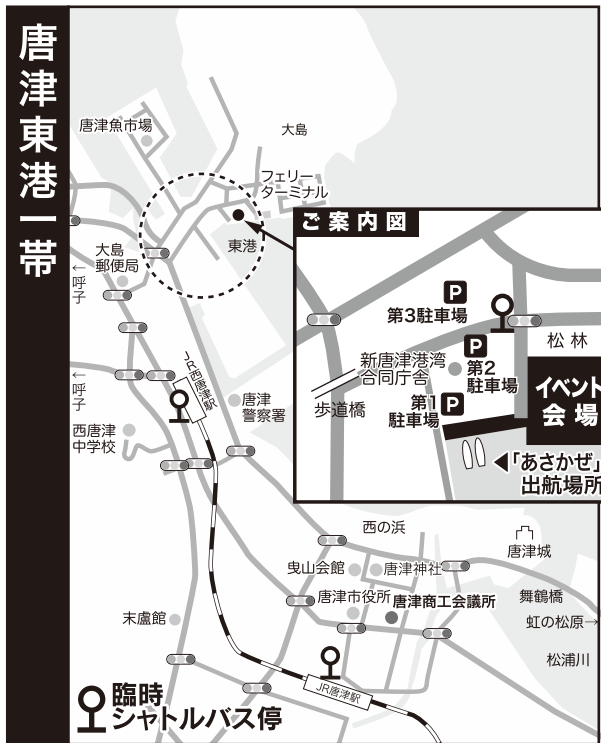 唐津東港一帯
唐津魚市場
大島
フェリー
ターミナル
東港
大島
郵便局
←呼子
←呼子
JR西唐津駅
唐津
警察署
西唐津
中学校
ご案内図
P
第3駐車場
松林
新唐津港湾
合同庁舎
P
第2
駐車場
歩道橋
第1
駐車場
P
イベント
会場
◀「あさかぜ」
出航場所
西の浜
唐津城
曳山会館
唐津神社
舞鶴橋
唐津市役所
唐津商工会議所
虹の松原→
末盧館
松浦川
JR唐津駅
臨時
シャトルバス停